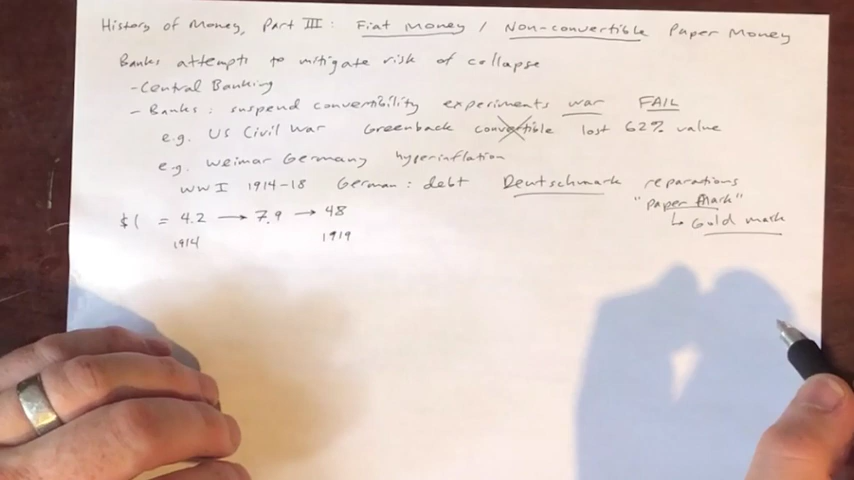 History of Money, Part III: Fiat Money / Non-convertible Paper Money
Banks attempts to mitigate risk of collapse
- Central Banking
- Banks: suspend convertibility experiments war FAIL
e.g. US Civil War Greenback convertible lost 62% value
e.g. Weimar Germany hyperinflation
WWI 1914-18 German: debt Deutschmark reparations
"Paper Mark"
↳ Gold mark
$1 = 4.2 → 7.9 → 48
1914 1919